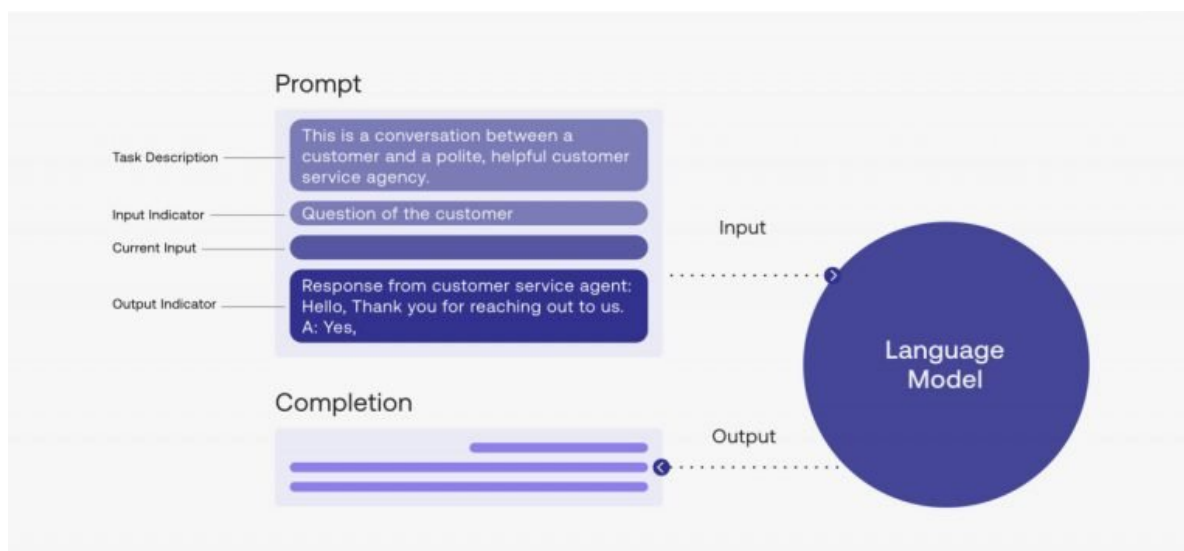 Prompt
Task Description
This is a conversation between a
customer and a polite, helpful customer
service agency.
Input Indicator
Question of the customer
Current Input
Output Indicator
Response from customer service agent:
Hello, Thank you for reaching out to us.
A: Yes,
Input
Language
Model
Completion
Output